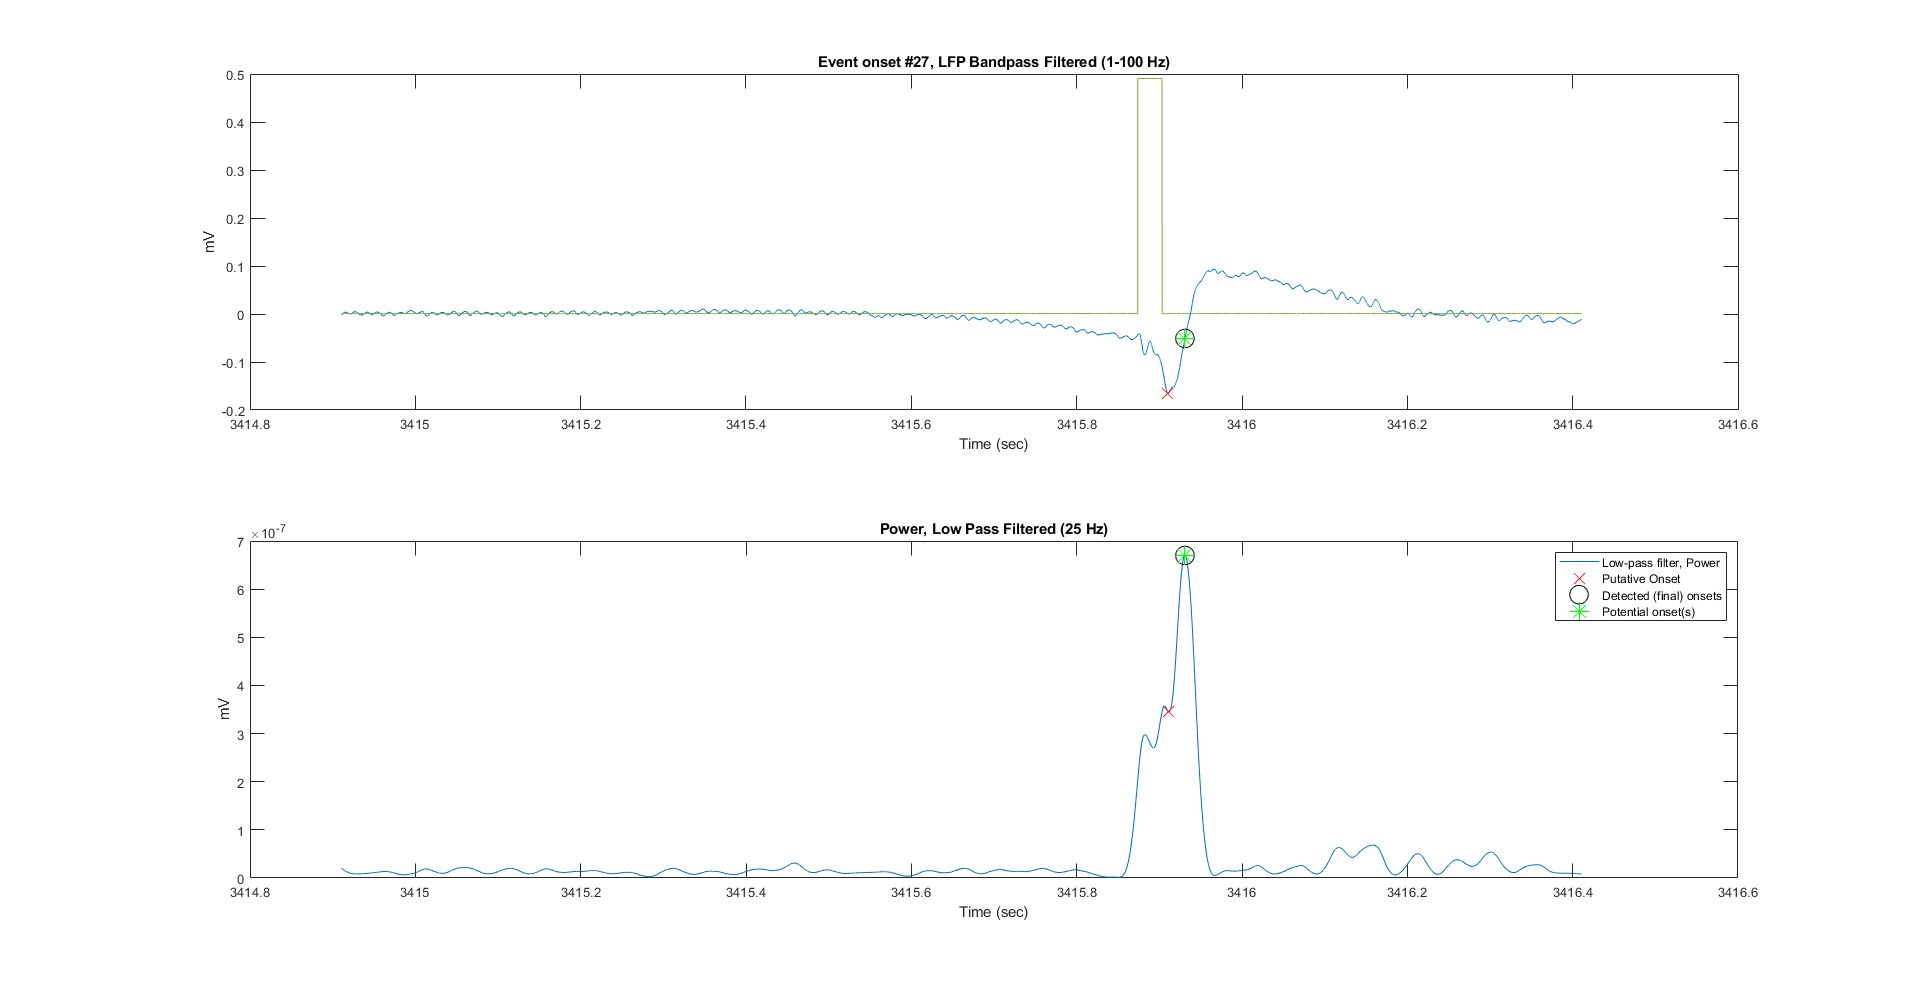 Event onset #27, LFP Bandpass Filtered (1-100 Hz)
0.5
0.4
0.3
0.2
0.1
0
-0.1
-0.2
mV
3414.8 3415 3415.2 3415.4 3415.6 3415.8 3416 3416.2 3416.4 3416.6
Time (sec)
Power, Low Pass Filtered (25 Hz)
×10-7
7
6
5
4
3
2
1
0
mV
Low-pass filter, Power
Putative Onset
Detected (final) onsets
Potential onset(s)
3414.8 3415 3415.2 3415.4 3415.6 3415.8 3416 3416.2 3416.4 3416.6
Time (sec)